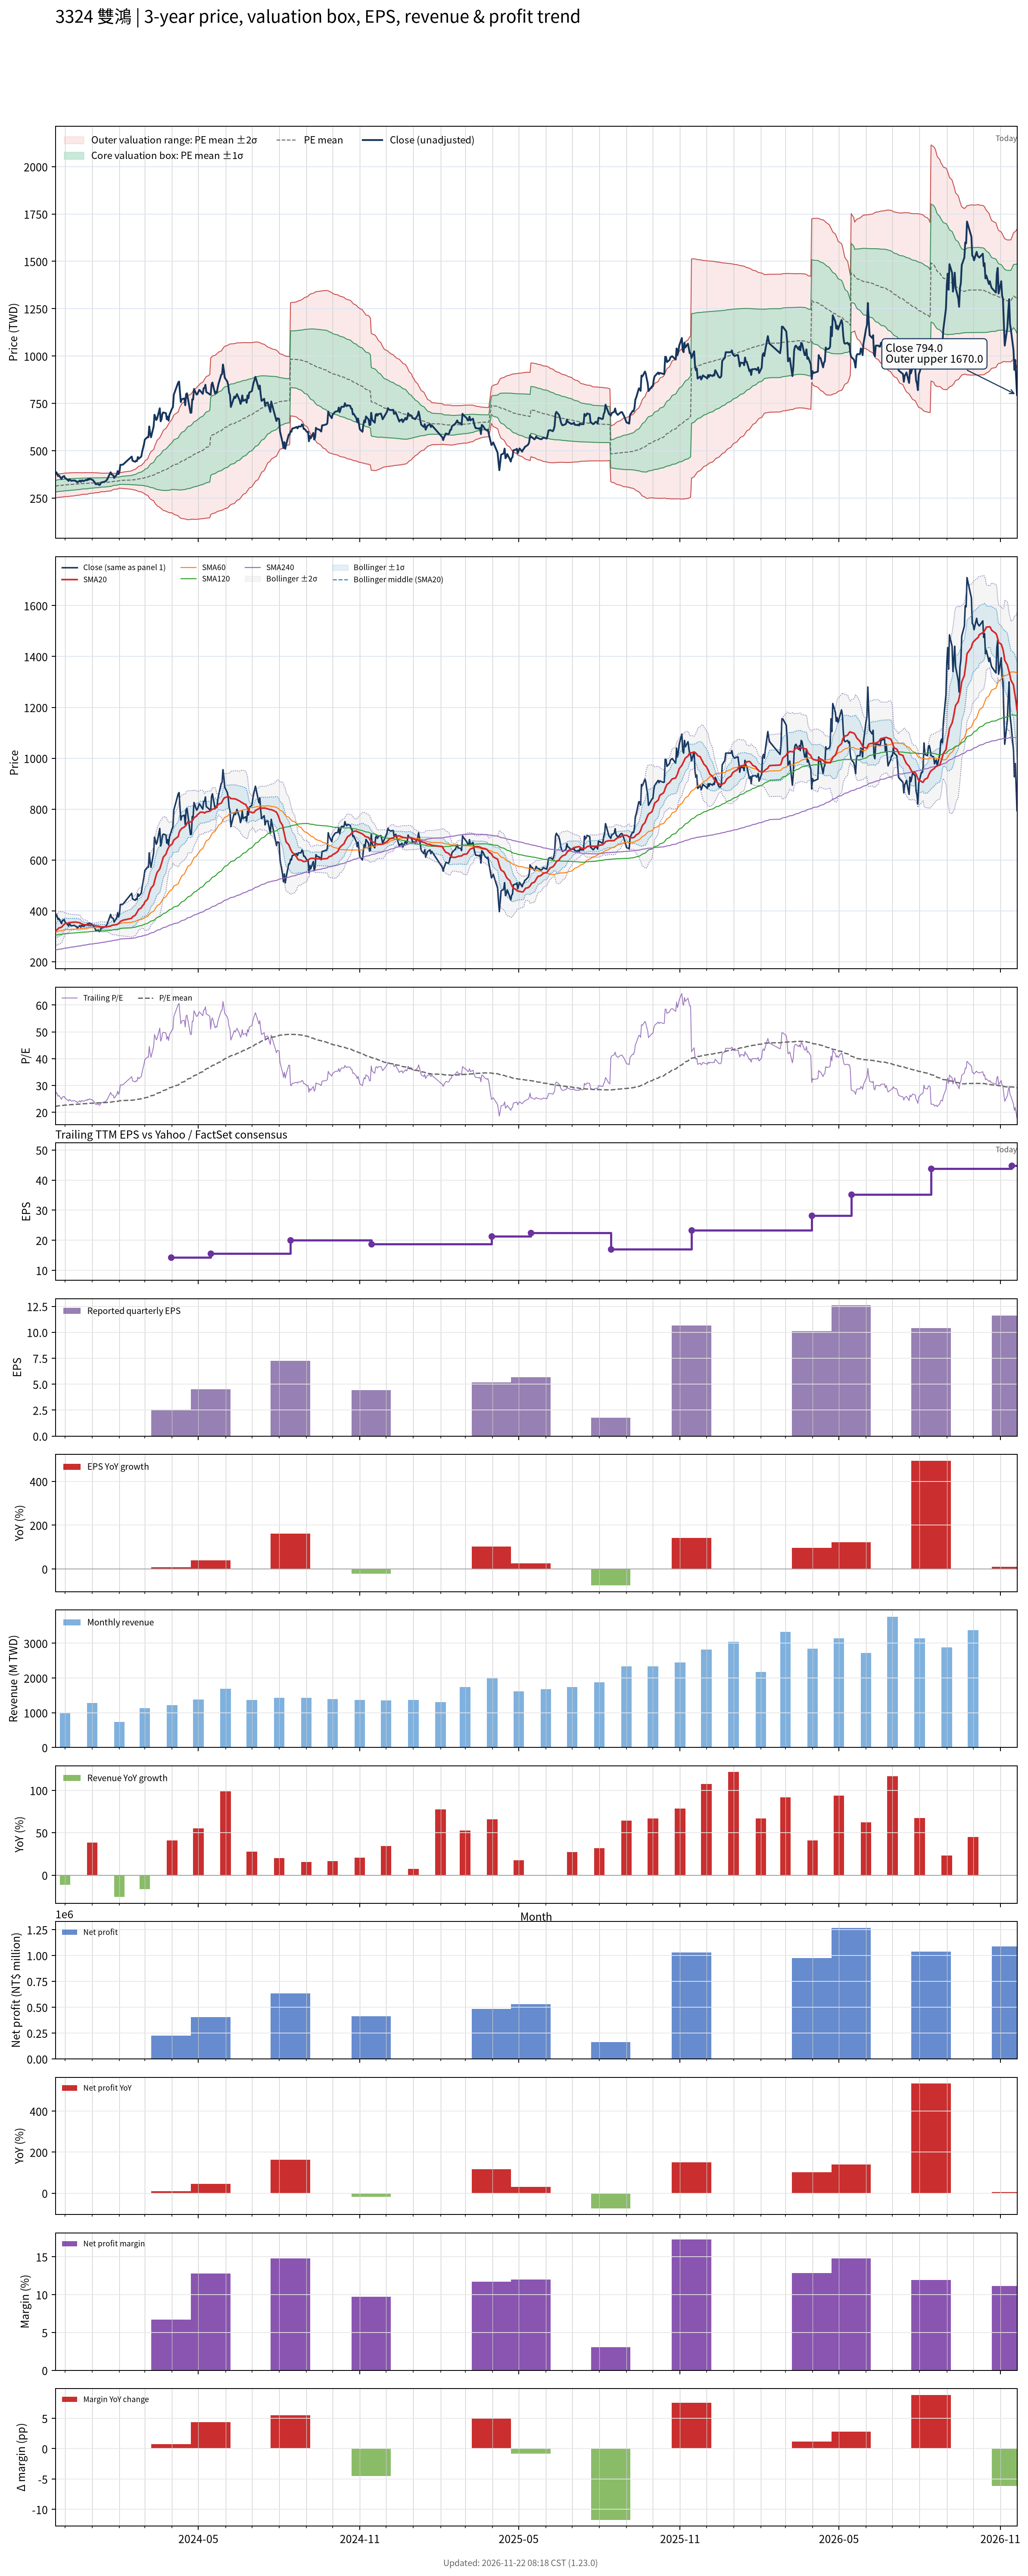 3324 雙鴻 | 3-year price, valuation box, EPS, revenue & profit trend
Outer valuation range: PE mean ±2σ
PE mean
Close (unadjusted)
Core valuation box: PE mean ±1σ
Today
Price (TWD)
2000
1750
1500
1250
1000
750
500
250
Close 794.0
Outer upper 1670.0
Close (same as panel 1)
SMA20
SMA60
SMA120
SMA240
Bollinger ±2σ
Bollinger ±1σ
Bollinger middle (SMA20)
Price
1600
1400
1200
1000
800
600
400
200
Trailing P/E
P/E mean
P/E
60
50
40
30
20
Trailing TTM EPS vs Yahoo / FactSet consensus
Today
EPS
50
40
30
20
10
Reported quarterly EPS
EPS
12.5
10.0
7.5
5.0
2.5
0.0
EPS YoY growth
YoY (%)
400
200
0
Monthly revenue
Revenue (M TWD)
3000
2000
1000
0
Revenue YoY growth
YoY (%)
100
50
0
Month
1e6
Net profit
Net profit (NT$ million)
1.25
1.00
0.75
0.50
0.25
0.00
Net profit YoY
YoY (%)
400
200
0
Net profit margin
Margin (%)
15
10
5
0
Margin YoY change
Δ margin (pp)
5
0
-5
-10
2024-05
2024-11
2025-05
2025-11
2026-05
2026-11
Updated: 2026-11-22 08:18 CST (1.23.0)